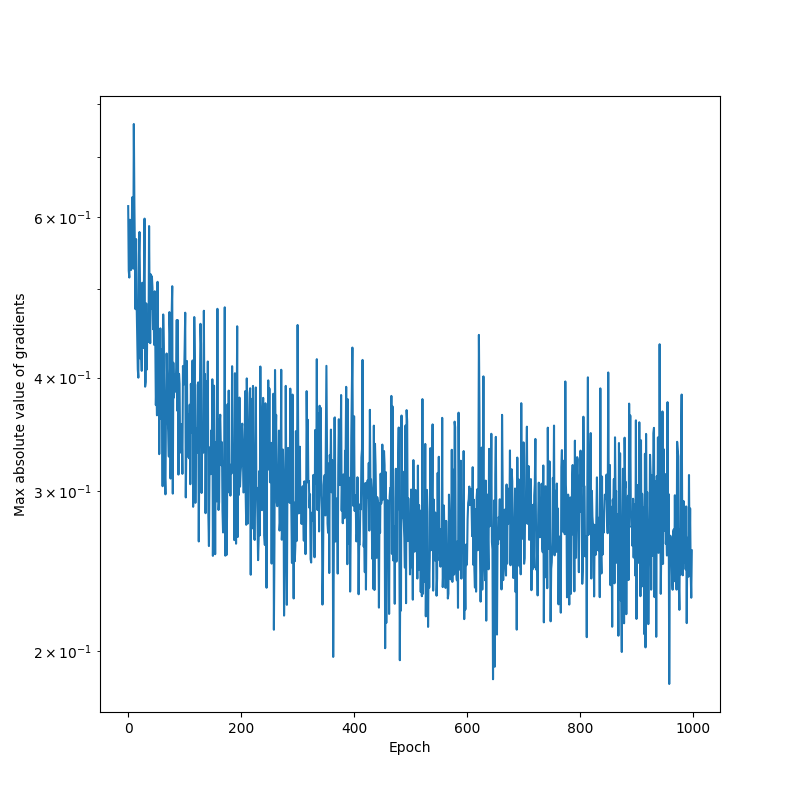 Max absolute value of gradients
6 × 10⁻¹
4 × 10⁻¹
3 × 10⁻¹
2 × 10⁻¹
0 200 400 600 800 1000
Epoch